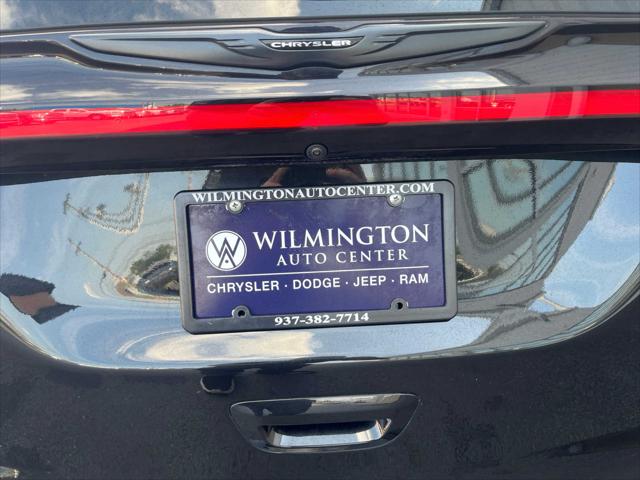 CHRYSLER
WILMINGTONAUTOCENTER.COM
WILMINGTON
AUTO CENTER
CHRYSLER · DODGE · JEEP · RAM
937-382-7714